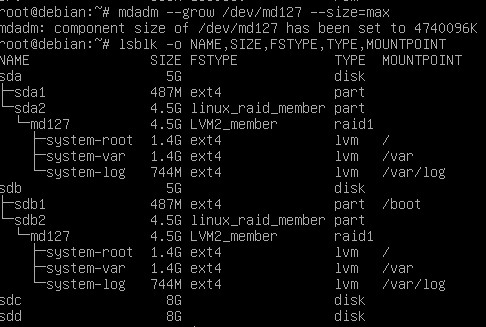 root@debian:~# mdadm --grou /dev/md127 --size=max
mdadm: component size of /dev/md127 has been set to 4740096K
root@debian:~# lsblk -o NAME,SIZE,FSTYPE,TYPE,MOUNTPOINT
NAME SIZE FSTYPE TYPE MOUNTPOINT
sda 5G disk
├─sda1 487M ext4 part
└─sda2 4.5G linux_raid_member part
└─md127 4.5G LVM2_member raid1
├─system-root 1.4G ext4 lvm /
├─system-var 1.4G ext4 lvm /var
└─system-log 744M ext4 lvm /var/log
sdb 5G disk
├─sdb1 487M ext4 part /boot
└─sdb2 4.5G linux_raid_member part
└─md127 4.5G LVM2_member raid1
├─system-root 1.4G ext4 lvm /
├─system-var 1.4G ext4 lvm /var
└─system-log 744M ext4 lvm /var/log
sdc 8G disk
sdd 8G disk